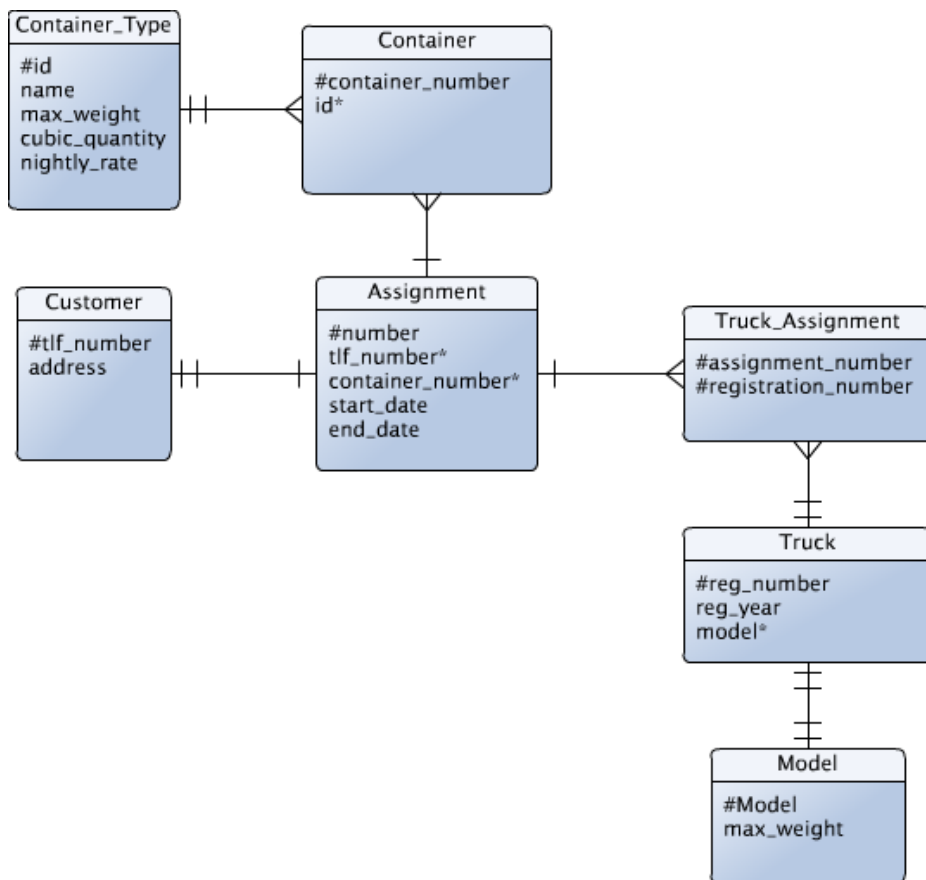 Container_Type
#id
name
max_weight
cubic_quantity
nightly_rate
Container
#container_number
id*
Customer
#tlf_number
address
Assignment
#number
tlf_number*
container_number*
start_date
end_date
Truck_Assignment
#assignment_number
#registration_number
Truck
#reg_number
reg_year
model*
Model
#Model
max_weight